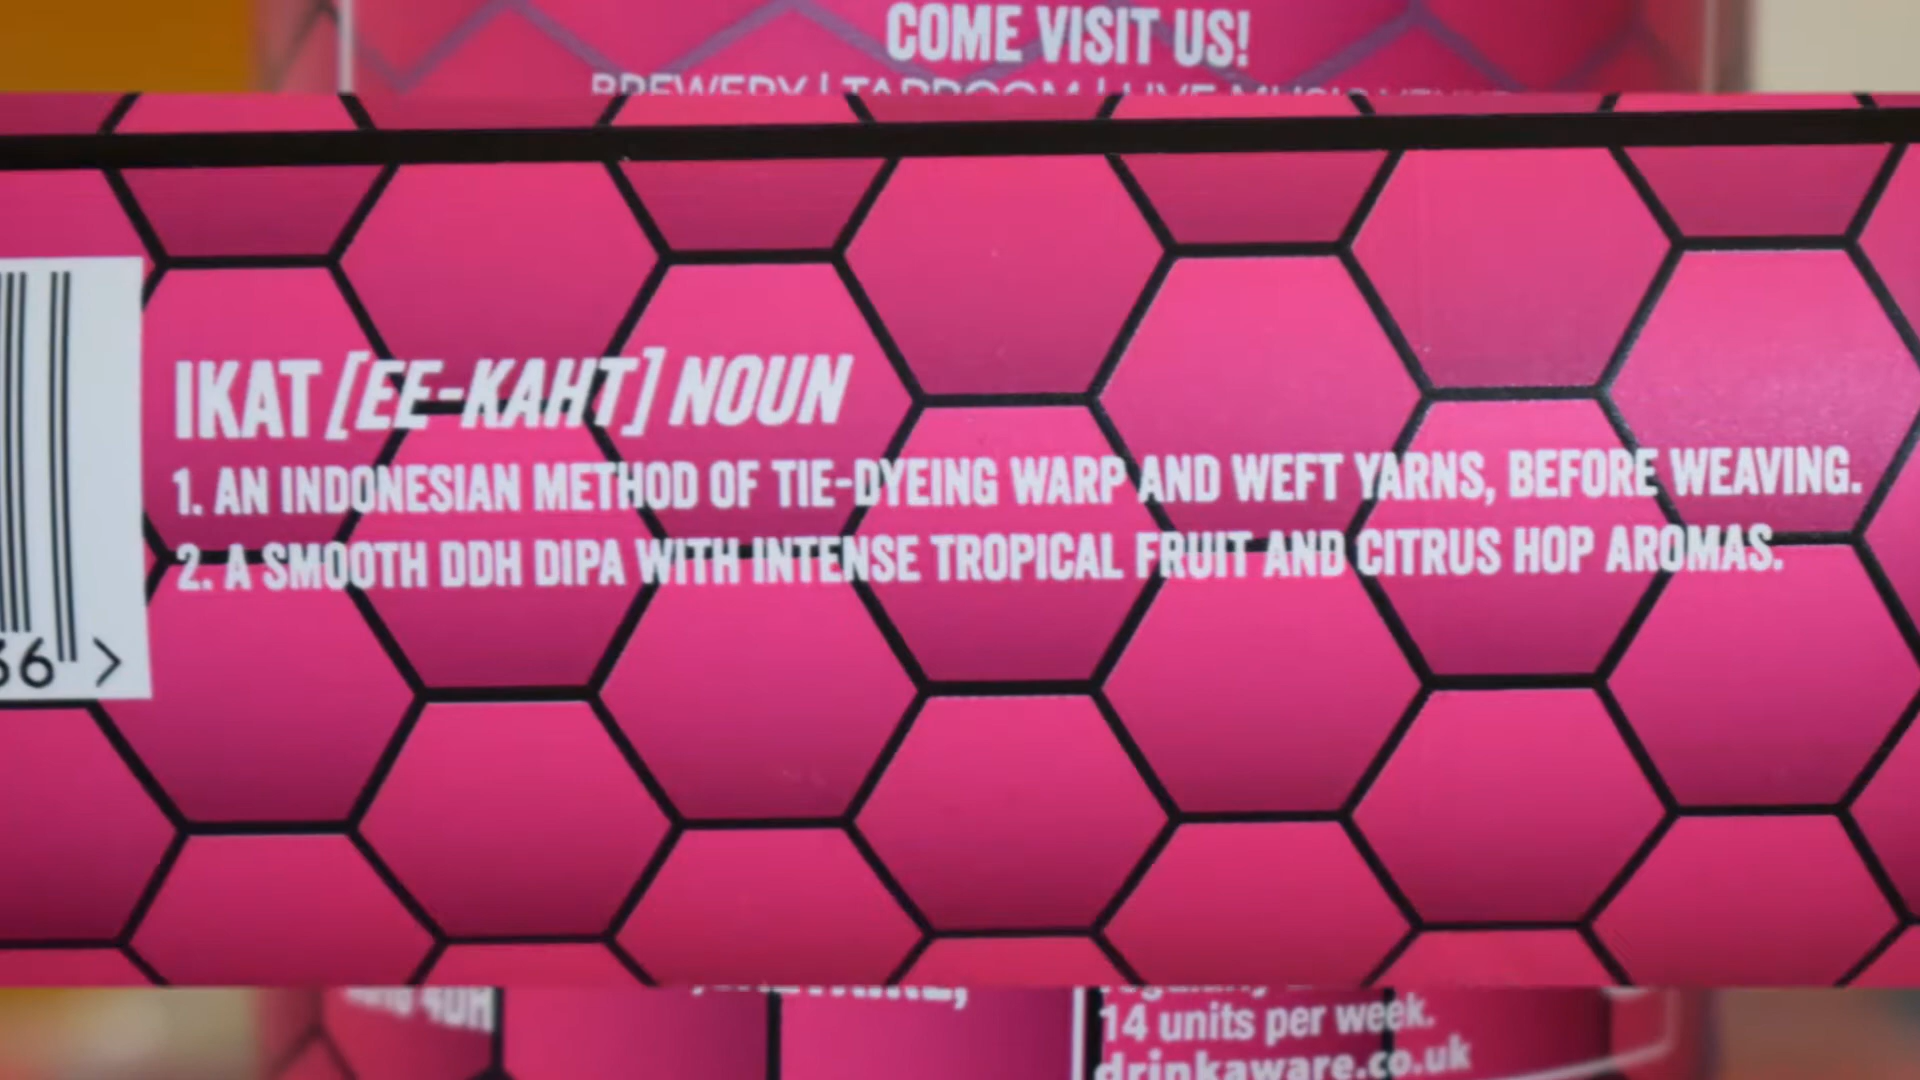 COME VISIT US!
BREWERY | TAPROOM | LIVE MUSIC
IKAT [EE-KAHT] NOUN
1. AN INDONESIAN METHOD OF TIE-DYEING WARP AND WEFT YARNS, BEFORE WEAVING.
2. A SMOOTH DDH DIPA WITH INTENSE TROPICAL FRUIT AND CITRUS HOP AROMAS.
6 >
14 units per week.
drinkaware.co.uk